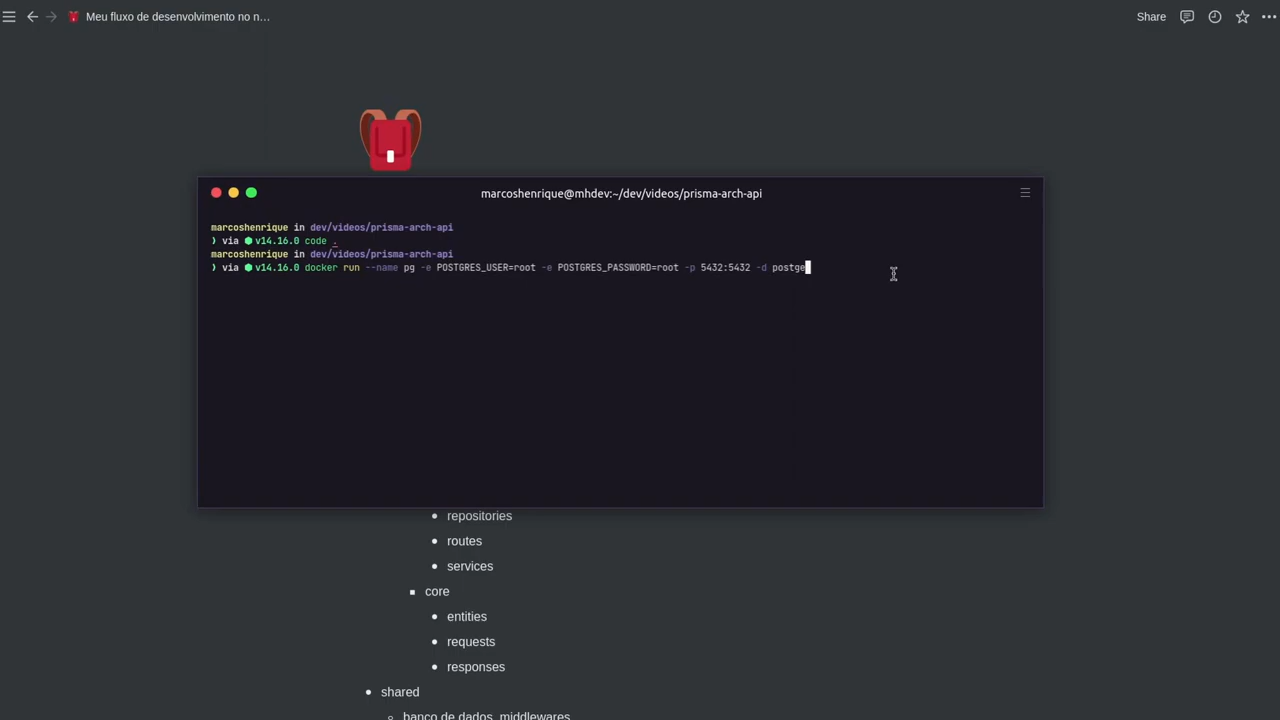 Meu fluxo de desenvolvimento no n…
Share
marcoshenrique@mhdev:~/dev/videos/prisma-arch-api
marcoshenrique in dev/videos/prisma-arch-api
❯ via ⬢ v14.16.0 code .
marcoshenrique in dev/videos/prisma-arch-api
❯ via ⬢ v14.16.0 docker run --name pg -e POSTGRES_USER=root -e POSTGRES_PASSWORD=root -p 5432:5432 -d postge
repositories
routes
services
core
entities
requests
responses
shared
banco de dados, middlewares